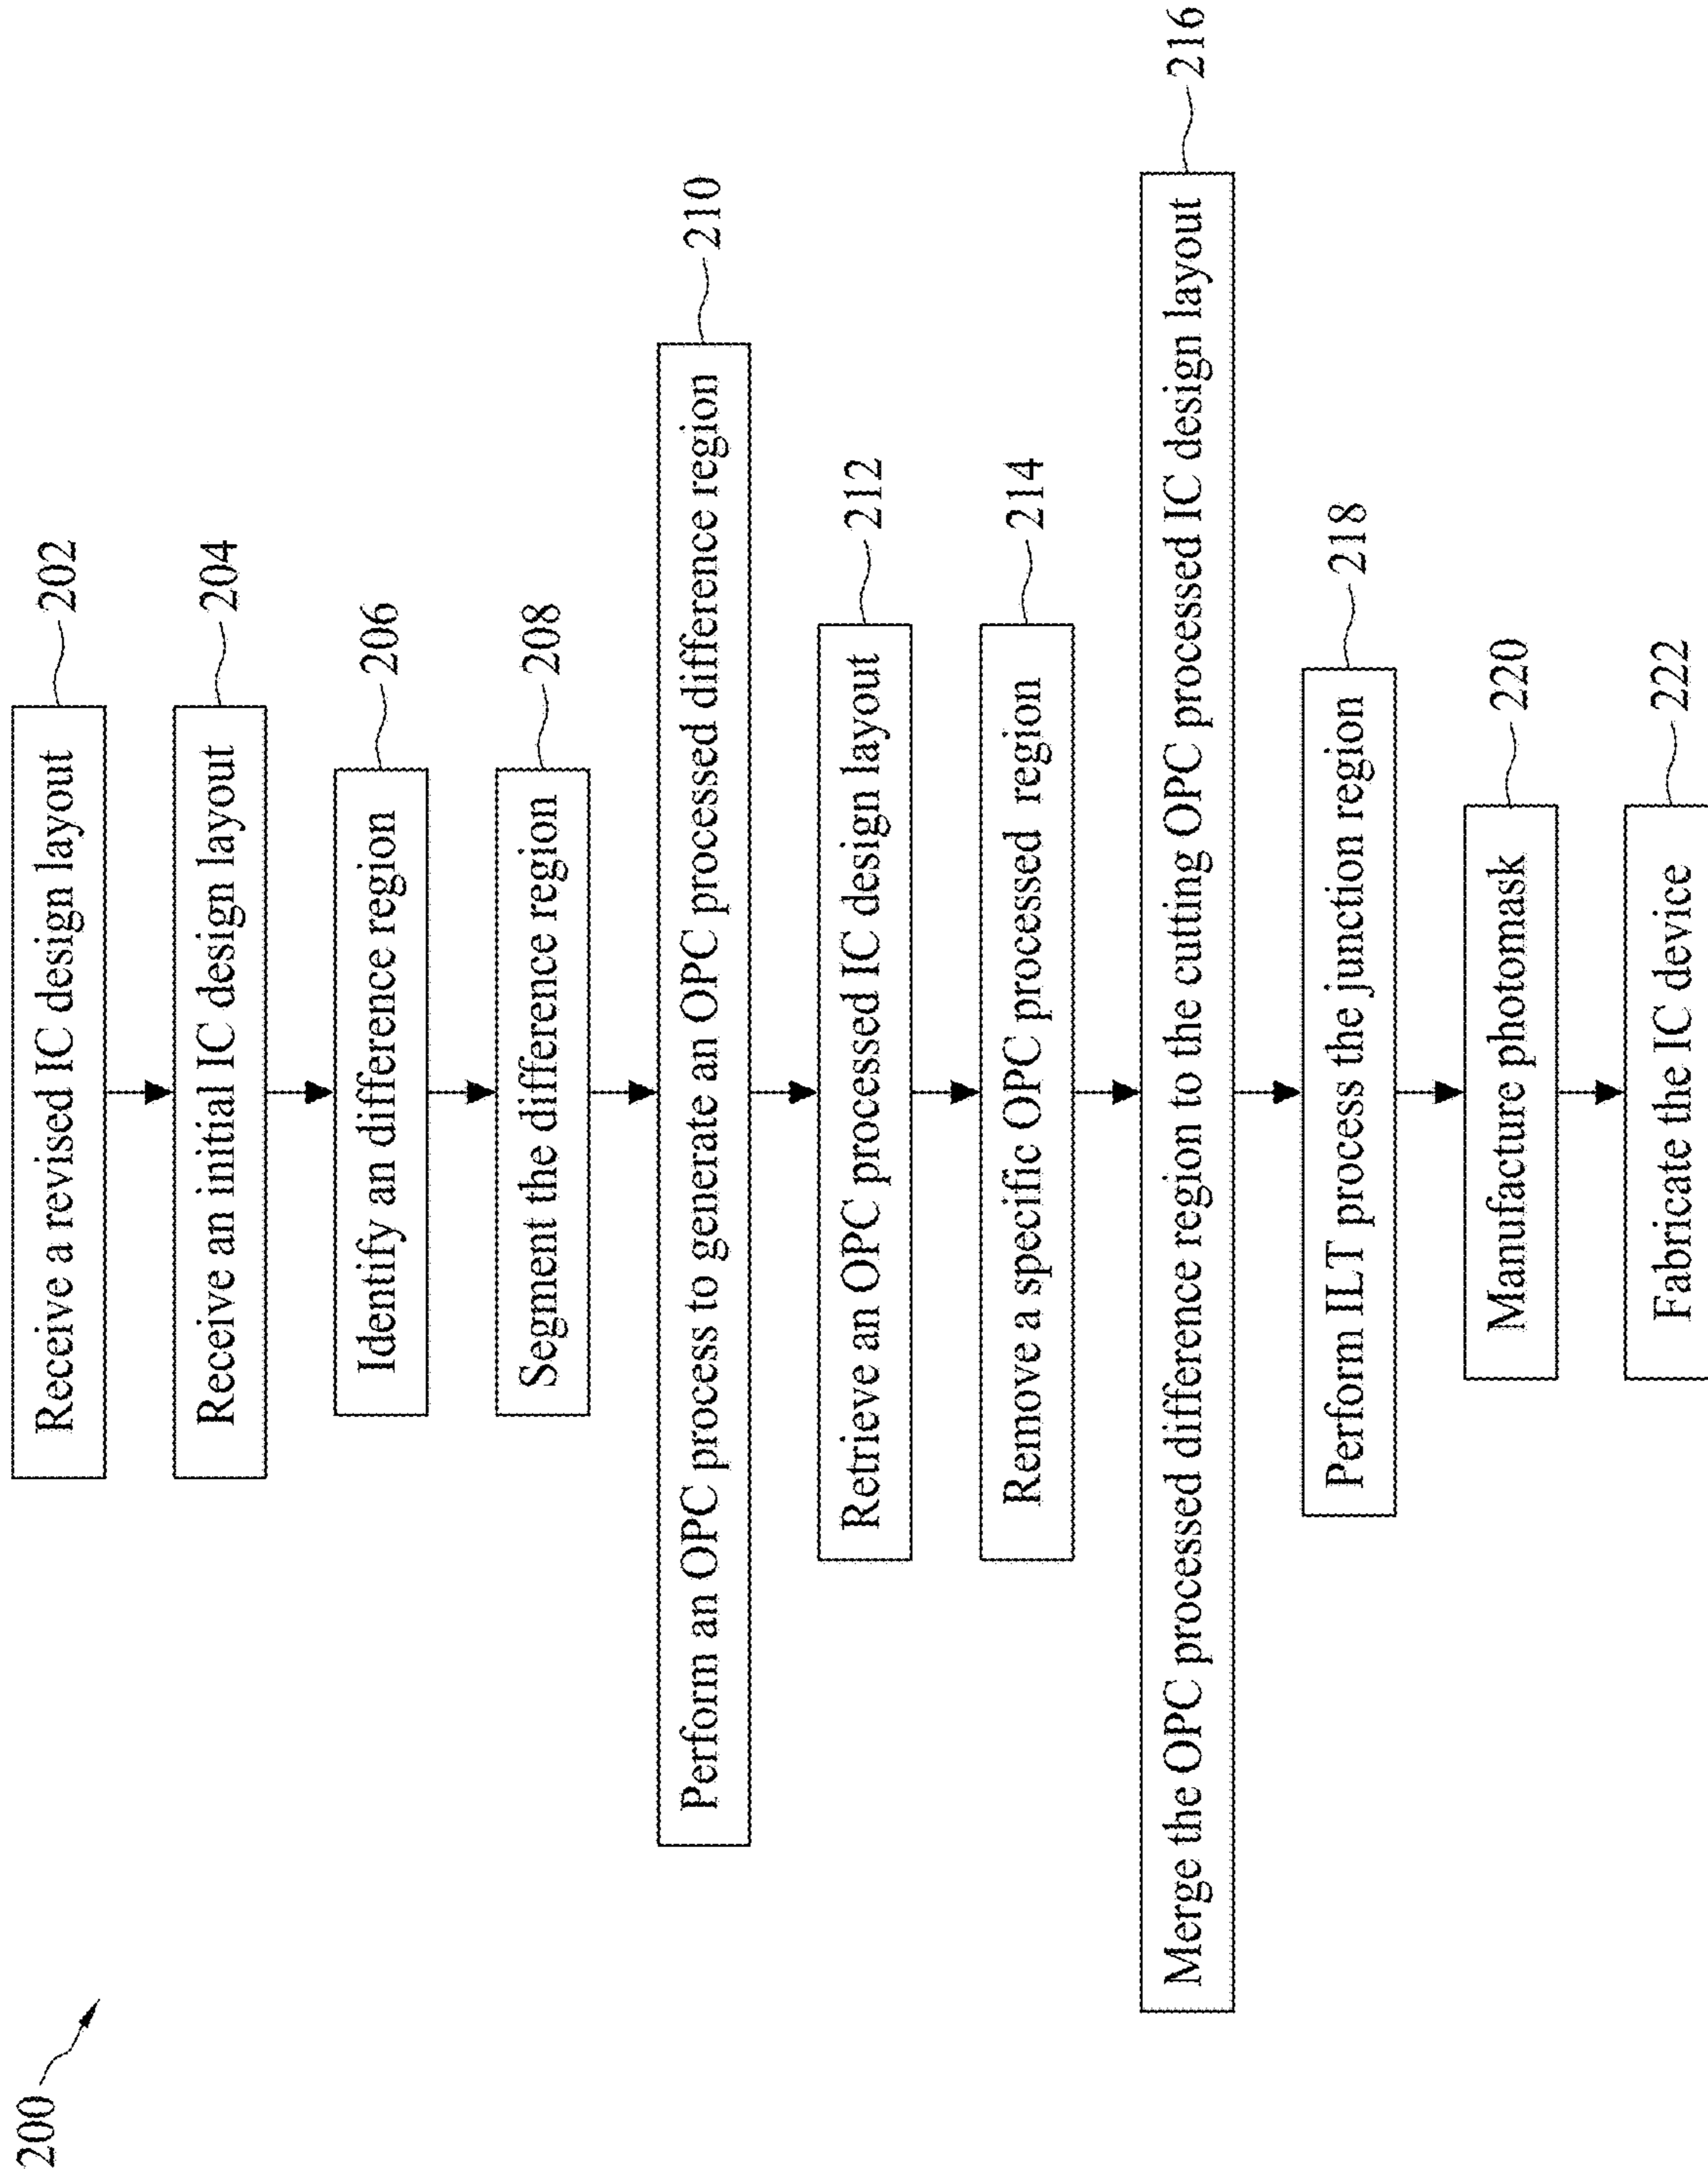 200
Receive a revised IC design layout
202
Receive an initial IC design layout
204
Identify an difference region
206
Segment the difference region
208
Perform an OPC process to generate an OPC processed difference region
210
Retrieve an OPC processed IC design layout
212
Remove a specific OPC processed region
214
Merge the OPC processed difference region to the cutting OPC processed IC design layout
216
Perform ILT process the junction region
218
Manufacture photomask
220
Fabricate the IC device
222